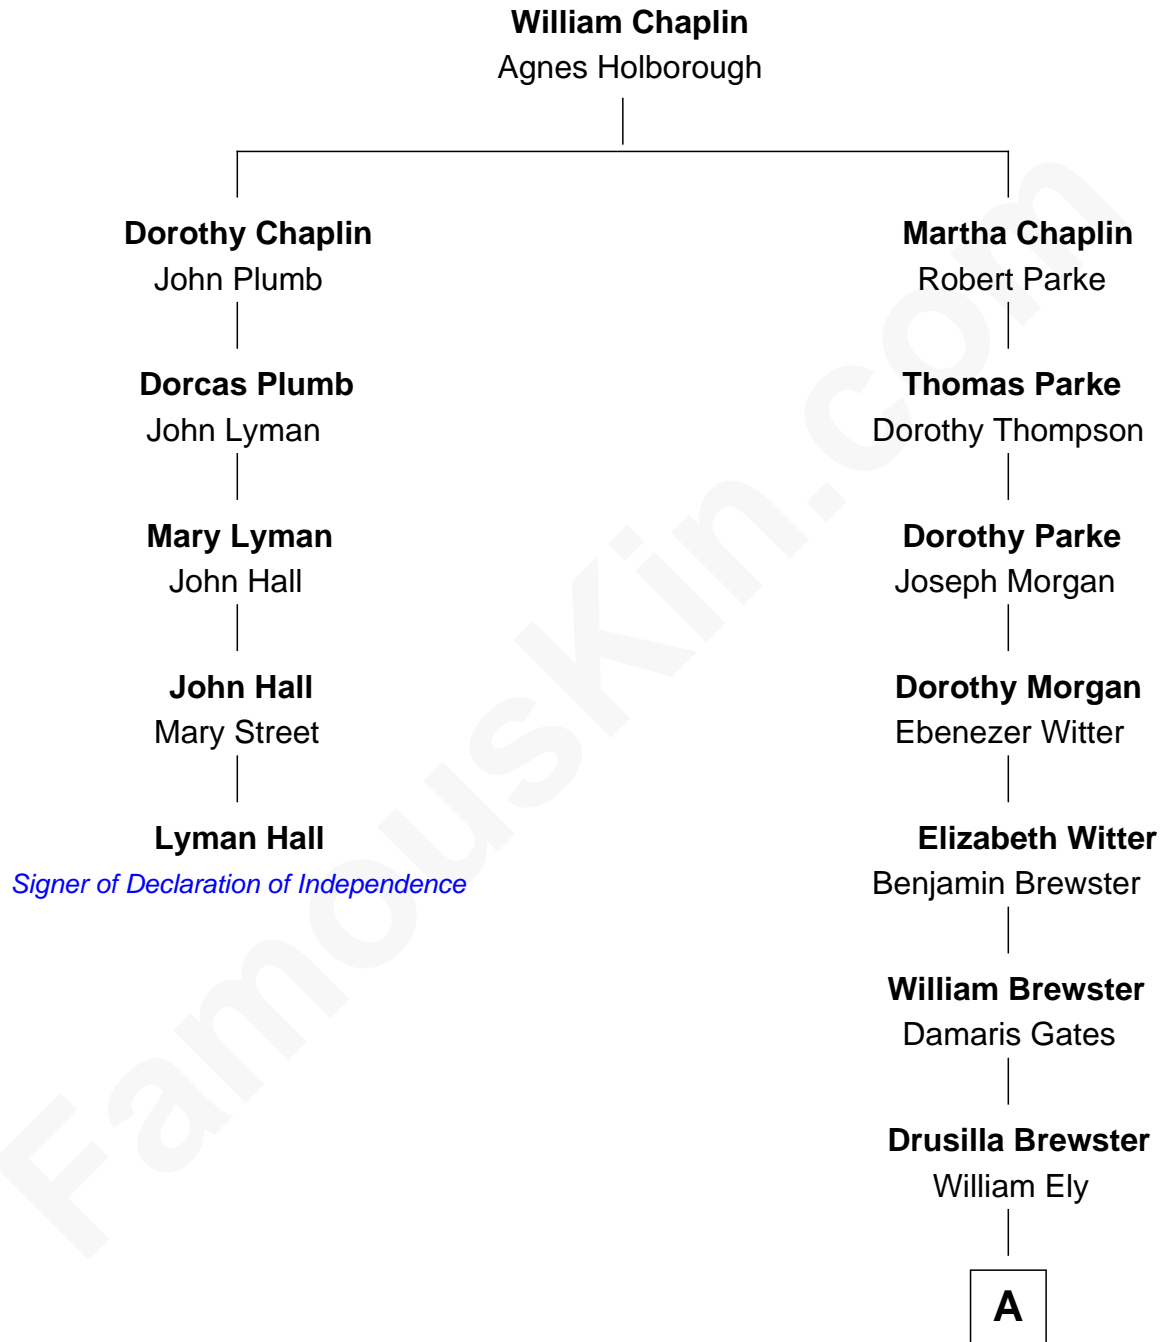 William Chaplin
Agnes Holborough
Dorothy Chaplin
John Plumb
Dorcas Plumb
John Lyman
Mary Lyman
John Hall
John Hall
Mary Street
Lyman Hall
Signer of Declaration of Independence
Martha Chaplin
Robert Parke
Thomas Parke
Dorothy Thompson
Dorothy Parke
Joseph Morgan
Dorothy Morgan
Ebenezer Witter
Elizabeth Witter
Benjamin Brewster
William Brewster
Damaris Gates
Drusilla Brewster
William Ely
A
FamousKin.com